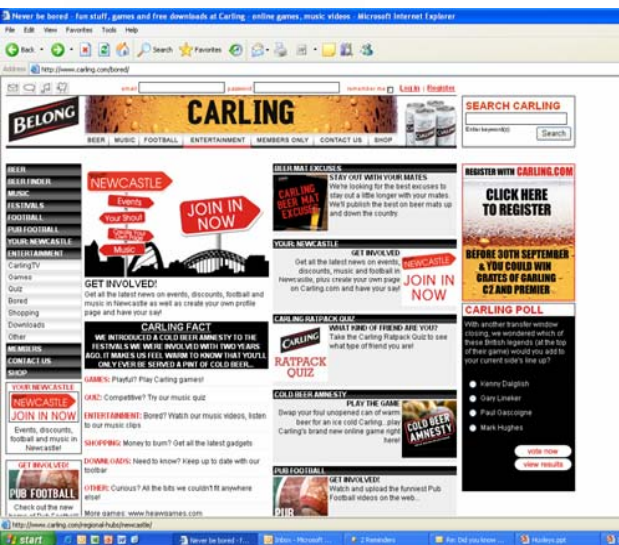 Never be bored - fun stuff, games and free downloads at Carling - online games, music videos - Microsoft Internet Explorer
File Edit View Favorites Tools Help
Back Search Favorites
Address http://www.carling.com/bored/
email password remember me Log in | Register
BELONG
CARLING
BEER | MUSIC | FOOTBALL | ENTERTAINMENT | MEMBERS ONLY | CONTACT US | SHOP
SEARCH CARLING
Enter keyword(s)
Search
BEER
BEER FINDER
MUSIC
FESTIVALS
FOOTBALL
PUB FOOTBALL
YOUR: NEWCASTLE
ENTERTAINMENT
CarlingTV
Games
Quiz
Bored
Shopping
Downloads
Other
MEMBERS
CONTACT US
SHOP
YOUR NEWCASTLE
JOIN IN NOW
Events, discounts,
football and music in
Newcastle!
GET INVOLVED!
PUB FOOTBALL
Check out the new
NEWCASTLE
Events
Your Shout
Create Your Own Page
Music
JOIN IN
NOW
GET INVOLVED!
Get all the latest news on events, discounts, football and
music in Newcastle as well as create your own profile
page and have your say!
CARLING FACT
WE INTRODUCED A COLD BEER AMNESTY TO THE
FESTIVALS WE WERE INVOLVED WITH TWO YEARS
AGO. IT MAKES US FEEL WARM TO KNOW THAT YOU'LL
ONLY EVER BE SERVED A PINT OF COLD BEER...
GAMES: Playful? Play Carling games!
QUIZ: Competitive? Try our music quiz
ENTERTAINMENT: Bored? Watch our music videos, listen
to our music clips
SHOPPING: Money to burn? Get all the latest gadgets
DOWNLOADS: Need to know? Keep up to date with our
toolbar
OTHER: Curious? All the bits we couldn't fit anywhere
else!
More games: www.heavygames.com
BEER MAT EXCUSES
CARLING
BEER MAT
EXCUSES
STAY OUT WITH YOUR MATES
We're looking for the best excuses to
stay out a little longer with your mates.
We'll publish the best on beer mats up
and down the country.
YOUR: NEWCASTLE
GET INVOLVED
Get all the latest news on events,
discounts, music and football in
Newcastle, plus create your own page
on Carling.com and have your say!
NEWCASTLE
JOIN IN
NOW
CARLING RATPACK QUIZ
CARLING
RATPACK
QUIZ
WHAT KIND OF FRIEND ARE YOU?
Take the Carling Ratpack Quiz to see
what type of friend you are!
COLD BEER AMNESTY
PLAY THE GAME
Swap your foul unopened can of warm
beer for an ice cold Carling...play
Carling's brand new online game right
here!
COLD BEER
AMNESTY
PUB FOOTBALL
GET INVOLVED!
Watch and upload the funniest Pub
Football videos on the web...
REGISTER WITH CARLING.COM
CLICK HERE
TO REGISTER
BEFORE 30TH SEPTEMBER
& YOU COULD WIN
CRATES OF CARLING
C2 AND PREMIER
CARLING POLL
With another transfer window
closing, we wondered which of
these British legends (at the top
of their game) would you add to
your current side's line up?
Kenny Dalglish
Gary Lineker
Paul Gascoigne
Mark Hughes
vote now
view results
http://www.carling.com/regional-hubs/newcastle/
start
Never be bored - f...
Inbox - Microsoft ...
2 Reminders
Re: Did you know ...
Huxleys.ppt